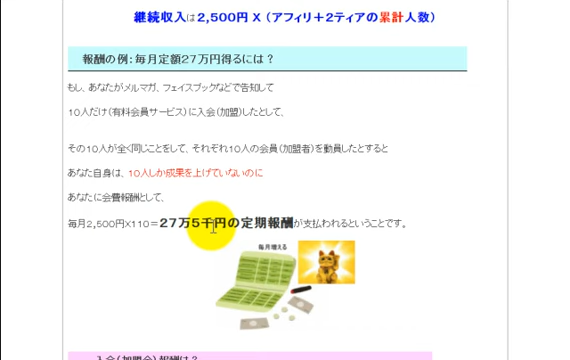 継続収入は2,500円 X （アフィリ＋2ティアの累計人数）
報酬の例：毎月定額27万円得るには？
もし、あなたがメルマガ、フェイスブックなどで告知して
10人だけ（有料会員サービス）に入会（加盟）したとして、
その10人が全く同じことをして、それぞれ10人の会員（加盟者）を動員したとすると
あなた自身は、10人しか成果を上げていないのに
あなたに会費報酬として、
毎月2,500円X110＝27万5千円の定期報酬が支払われるということです。
毎月増える
入会（加盟金）報酬は？